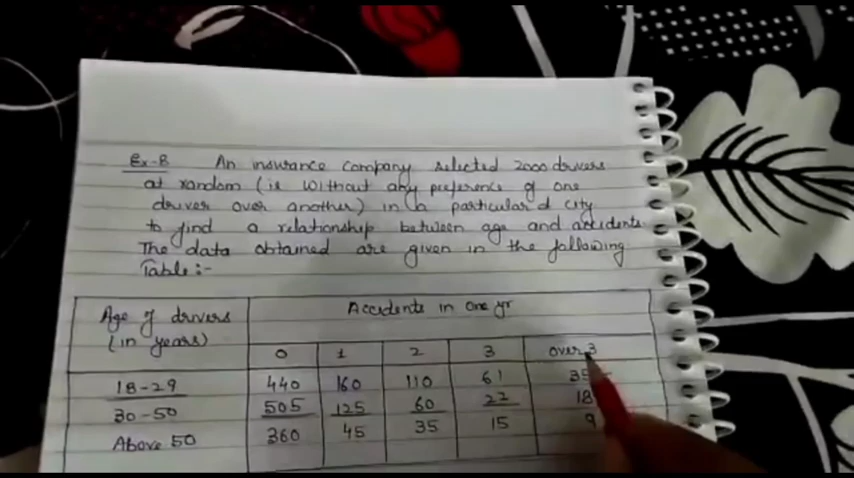 Ex-8 An insurance company selected 2000 drivers
at random (ie without any preference of one
driver over another) in a particular d city
to find a relationship between age and accidents.
The data obtained are given in the following
Table :-
Age of drivers (in years) Accidents in one yr
0 1 2 3 over 3
18-29 440 160 110 61 35
30-50 505 125 60 22 18
Above 50 360 45 35 15 9